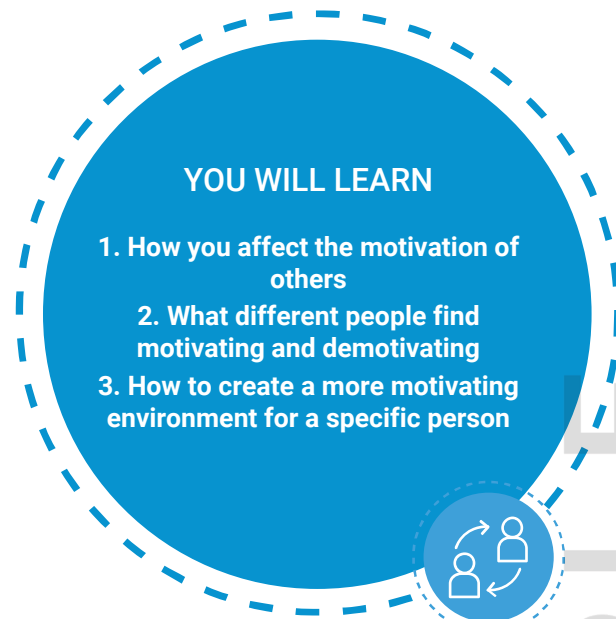 YOU WILL LEARN
1. How you affect the motivation of
others
2. What different people find
motivating and demotivating
3. How to create a more motivating
environment for a specific person